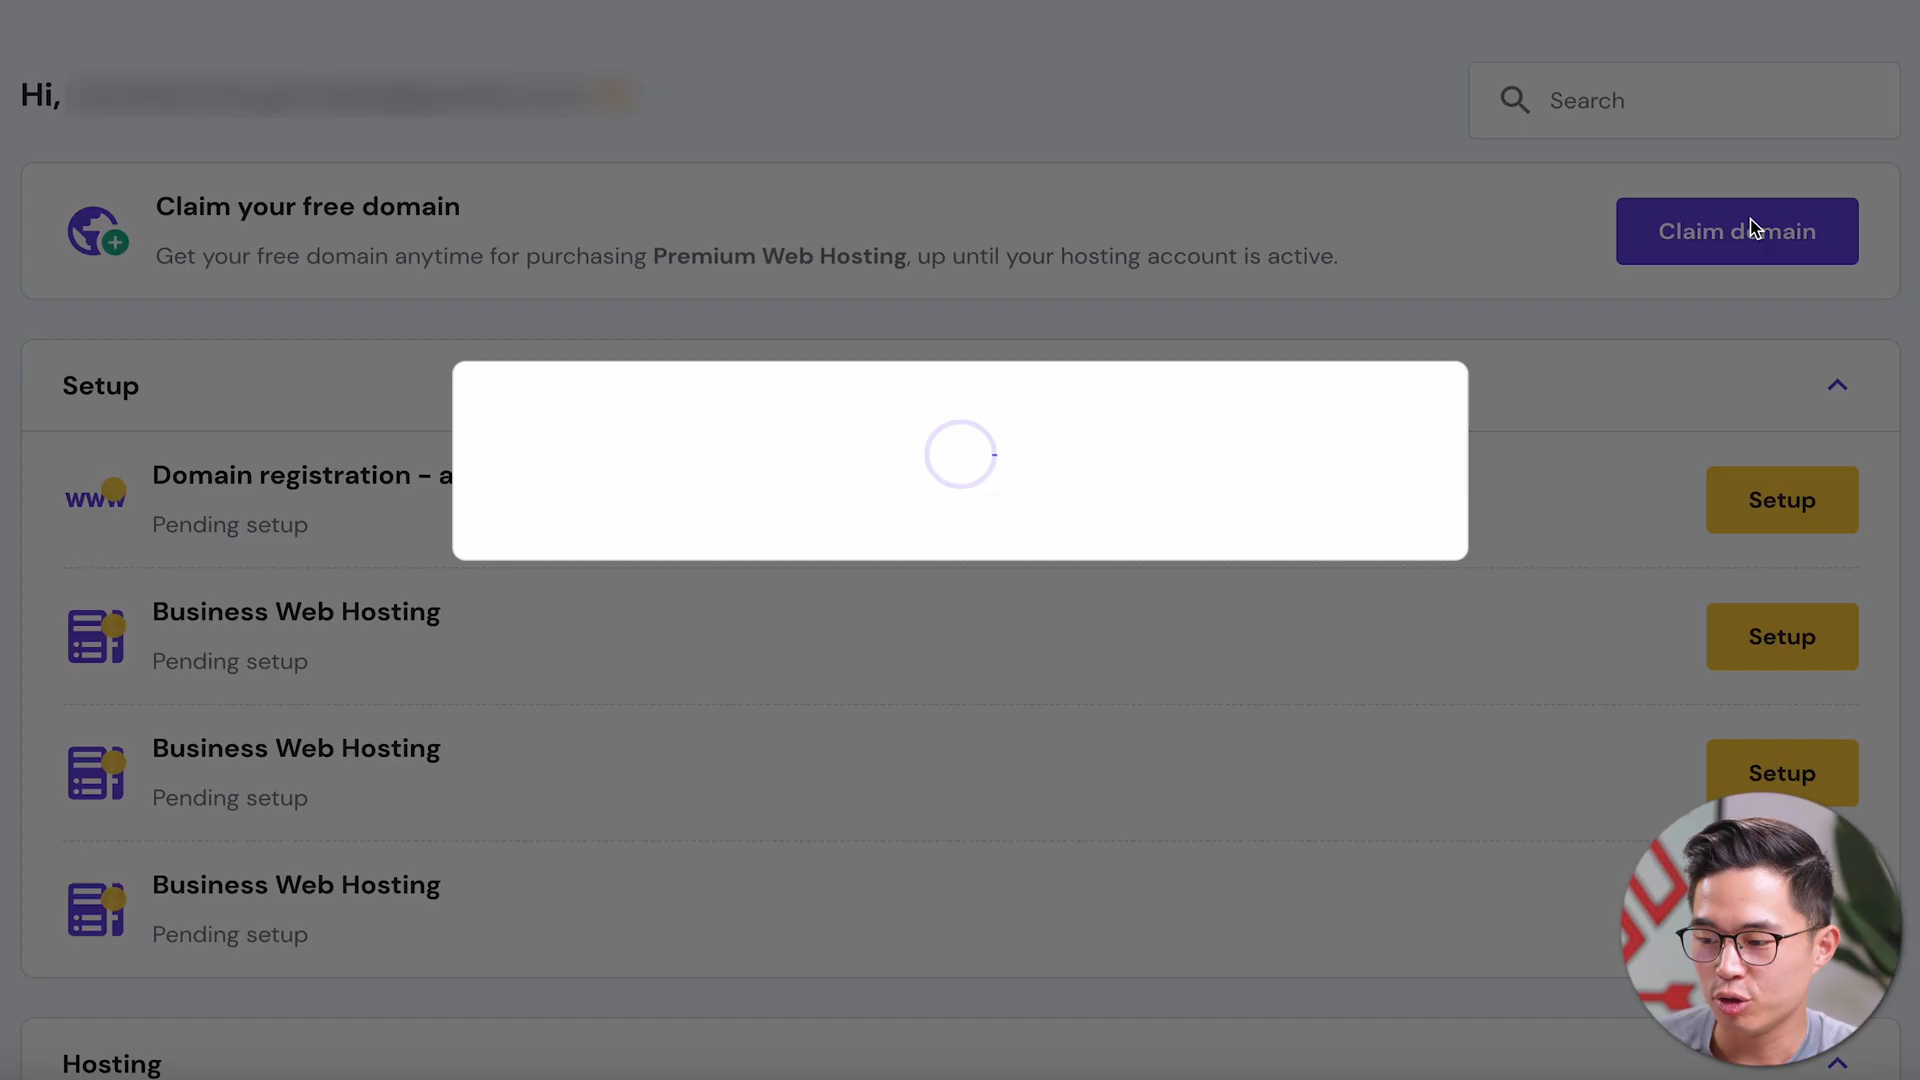 Hi,
Search
Claim your free domain
Get your free domain anytime for purchasing Premium Web Hosting, up until your hosting account is active.
Claim domain
Setup
www
Domain registration - a
Pending setup
Setup
Business Web Hosting
Pending setup
Setup
Business Web Hosting
Pending setup
Setup
Business Web Hosting
Pending setup
Hosting